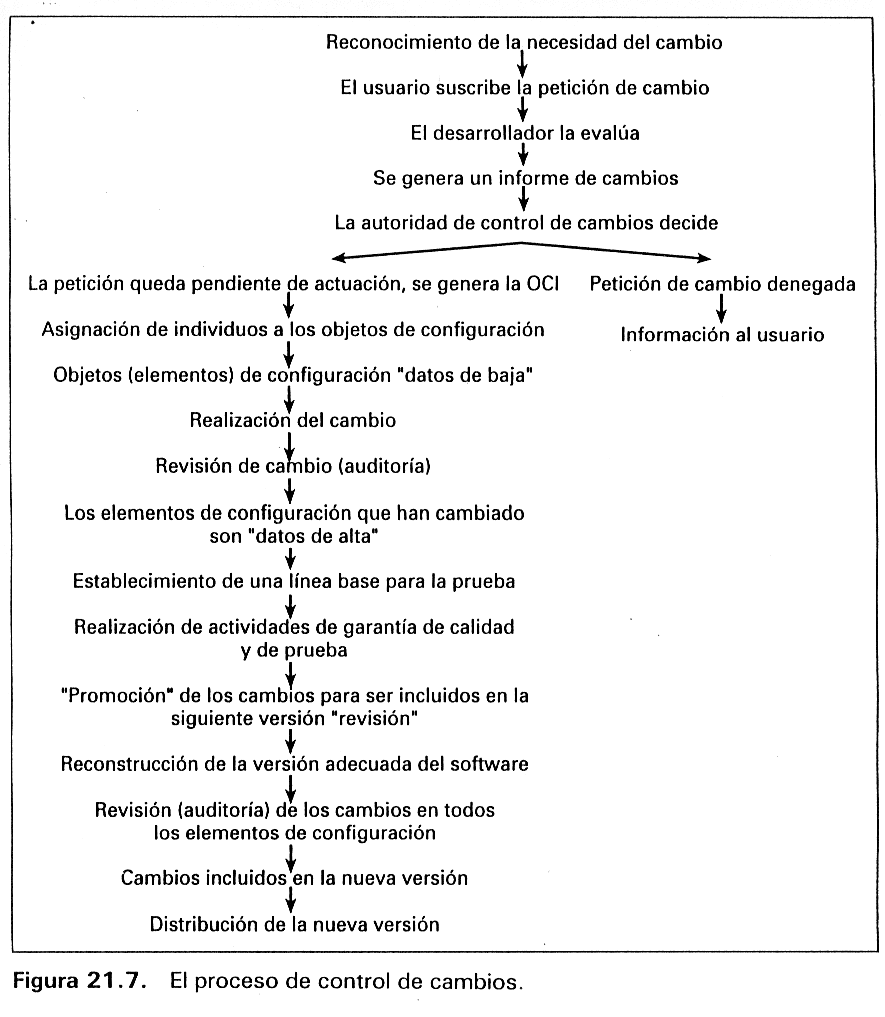 Reconocimiento de la necesidad del cambio
El usuario suscribe la petición de cambio
El desarrollador la evalúa
Se genera un informe de cambios
La autoridad de control de cambios decide
La petición queda pendiente de actuación, se genera la OCI
Petición de cambio denegada
Asignación de individuos a los objetos de configuración
Información al usuario
Objetos (elementos) de configuración "datos de baja"
Realización del cambio
Revisión de cambio (auditoría)
Los elementos de configuración que han cambiado
son "datos de alta"
Establecimiento de una línea base para la prueba
Realización de actividades de garantía de calidad
y de prueba
"Promoción" de los cambios para ser incluidos en la
siguiente versión "revisión"
Reconstrucción de la versión adecuada del software
Revisión (auditoría) de los cambios en todos
los elementos de configuración
Cambios incluidos en la nueva versión
Distribución de la nueva versión
Figura 21.7. El proceso de control de cambios.